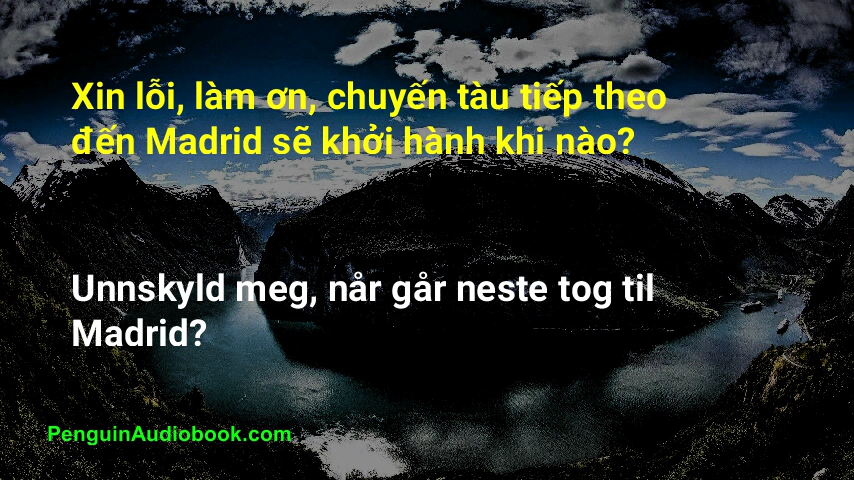 Xin lỗi, làm ơn, chuyến tàu tiếp theo
đến Madrid sẽ khởi hành khi nào?
Unnskyld meg, når går neste tog til
Madrid?
PenguinAudiobook.com